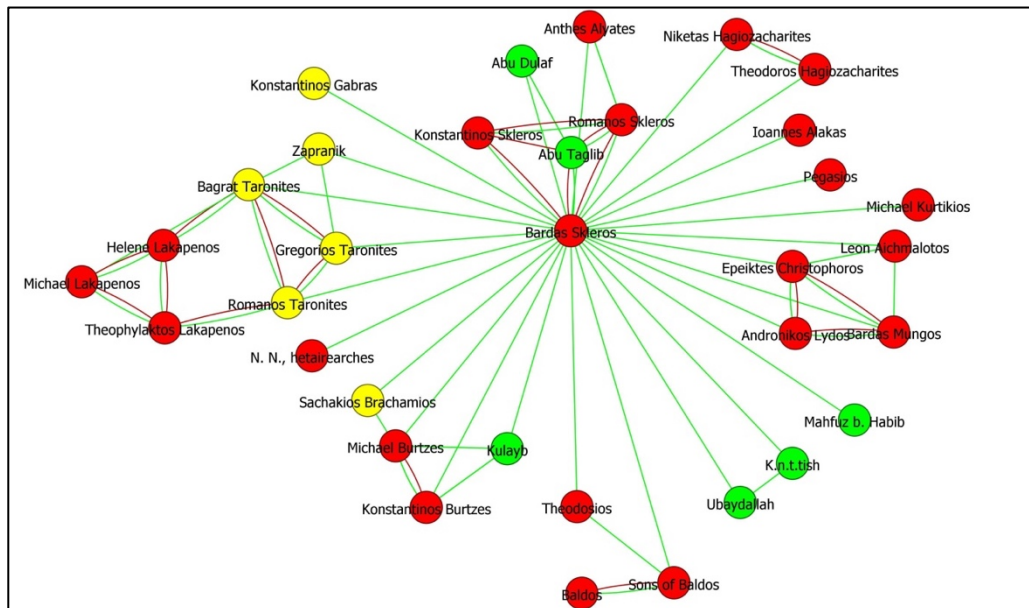 Anthes Alyates
Niketas Hagiozacharites
Abu Dulaf
Theodoros Hagiozacharites
Konstantinos Gabras
Romanos Skleros
Konstantinos Skleros
Ioannes Alakas
Zapranik
Abu Taglib
Pegasios
Bagrat Taronites
Michael Kurtikios
Bardas Skleros
Helene Lakapenos
Gregorios Taronites
Leon Aichmalotos
Epeiktes Christophoros
Michael Lakapenos
Romanos Taronites
Theophylaktos Lakapenos
Andronikos Lydos
Bardas Mungos
N. N., hetairearches
Sachakios Brachamios
Mahfuz b. Habib
Michael Burtzes
Kulayb
K.n.t.tish
Konstantinos Burtzes
Theodosios
Ubaydallah
Sons of Baldos
Baldos